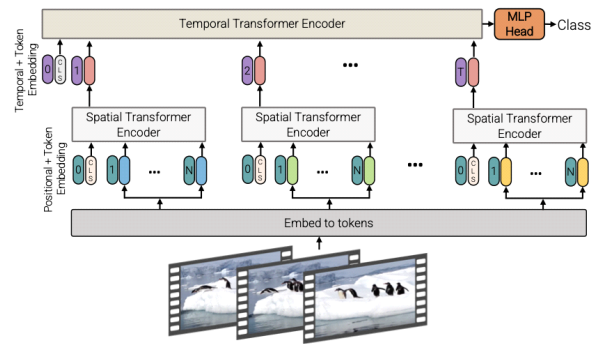 Temporal Transformer Encoder
MLP
Head
Class
Temporal + Token
Embedding
0
CLS
1
2
...
T
Spatial Transformer
Encoder
Spatial Transformer
Encoder
Spatial Transformer
Encoder
Positional + Token
Embedding
0
CLS
1
...
N
0
CLS
1
...
N
...
0
CLS
1
...
N
Embed to tokens